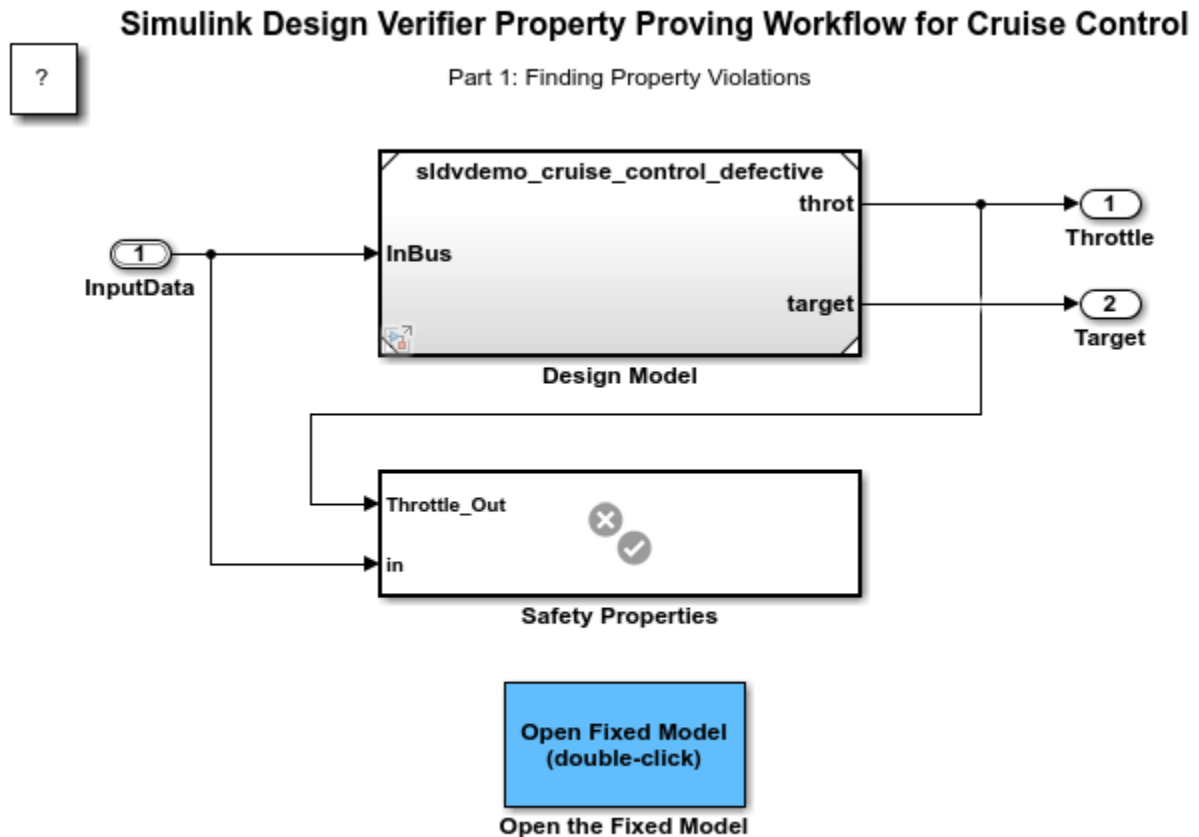 Simulink Design Verifier Property Proving Workflow for Cruise Control
?
Part 1: Finding Property Violations
sldvdemo_cruise_control_defective
throt
1
Throttle
1
InputData
InBus
target
2
Target
Design Model
Throttle_Out
in
Safety Properties
Open Fixed Model
(double-click)
Open the Fixed Model